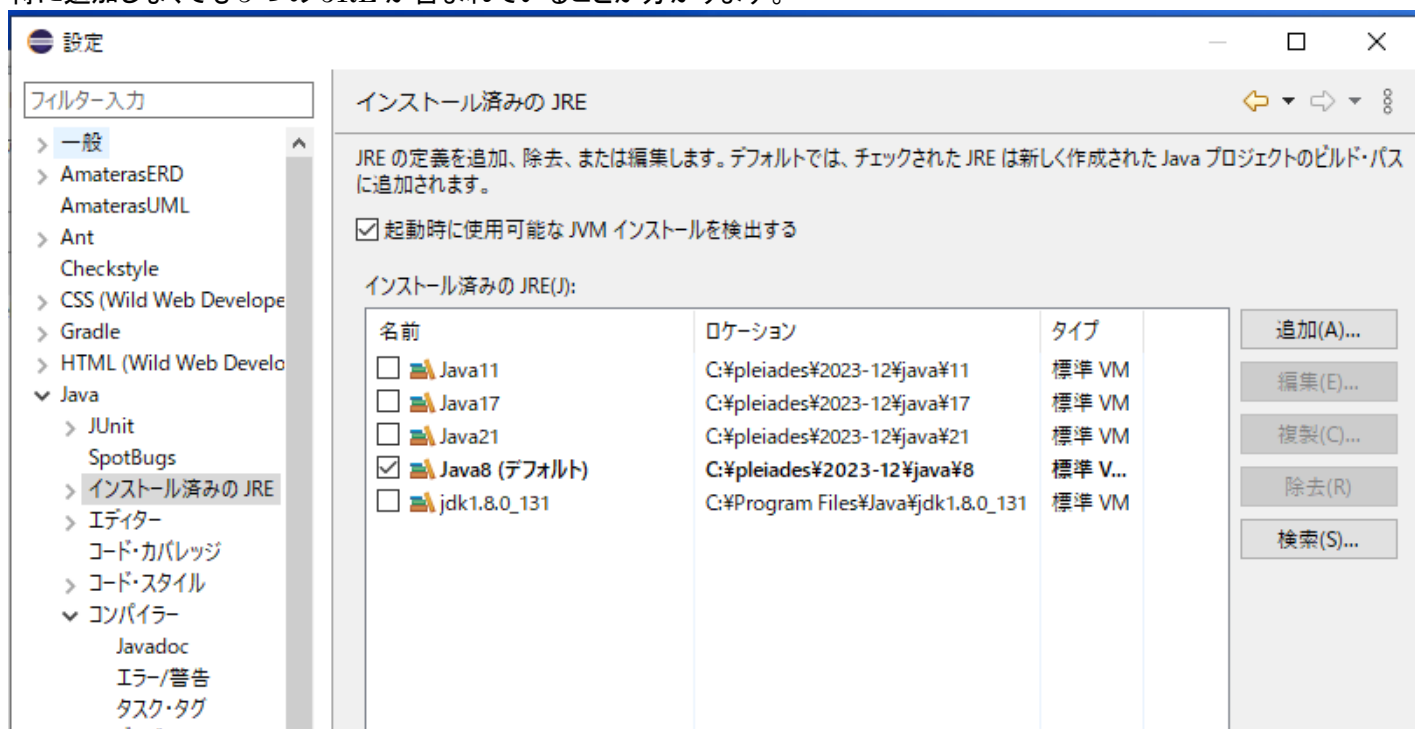 設定
フィルター入力
一般
AmaterasERD
AmaterasUML
Ant
Checkstyle
CSS (Wild Web Develope
Gradle
HTML (Wild Web Develo
Java
JUnit
SpotBugs
インストール済みの JRE
エディター
コード・カバレッジ
コード・スタイル
コンパイラー
Javadoc
エラー/警告
タスク・タグ
インストール済みの JRE
JRE の定義を追加、除去、または編集します。デフォルトでは、チェックされた JRE は新しく作成された Java プロジェクトのビルド・パス
に追加されます。
起動時に使用可能な JVM インストールを検出する
インストール済みの JRE(J):
名前 ロケーション タイプ
Java11 C:¥pleiades¥2023-12¥java¥11 標準 VM
Java17 C:¥pleiades¥2023-12¥java¥17 標準 VM
Java21 C:¥pleiades¥2023-12¥java¥21 標準 VM
Java8 (デフォルト) C:¥pleiades¥2023-12¥java¥8 標準 V...
jdk1.8.0_131 C:¥Program Files¥Java¥jdk1.8.0_131 標準 VM
追加(A)...
編集(E)...
複製(C)...
除去(R)
検索(S)...